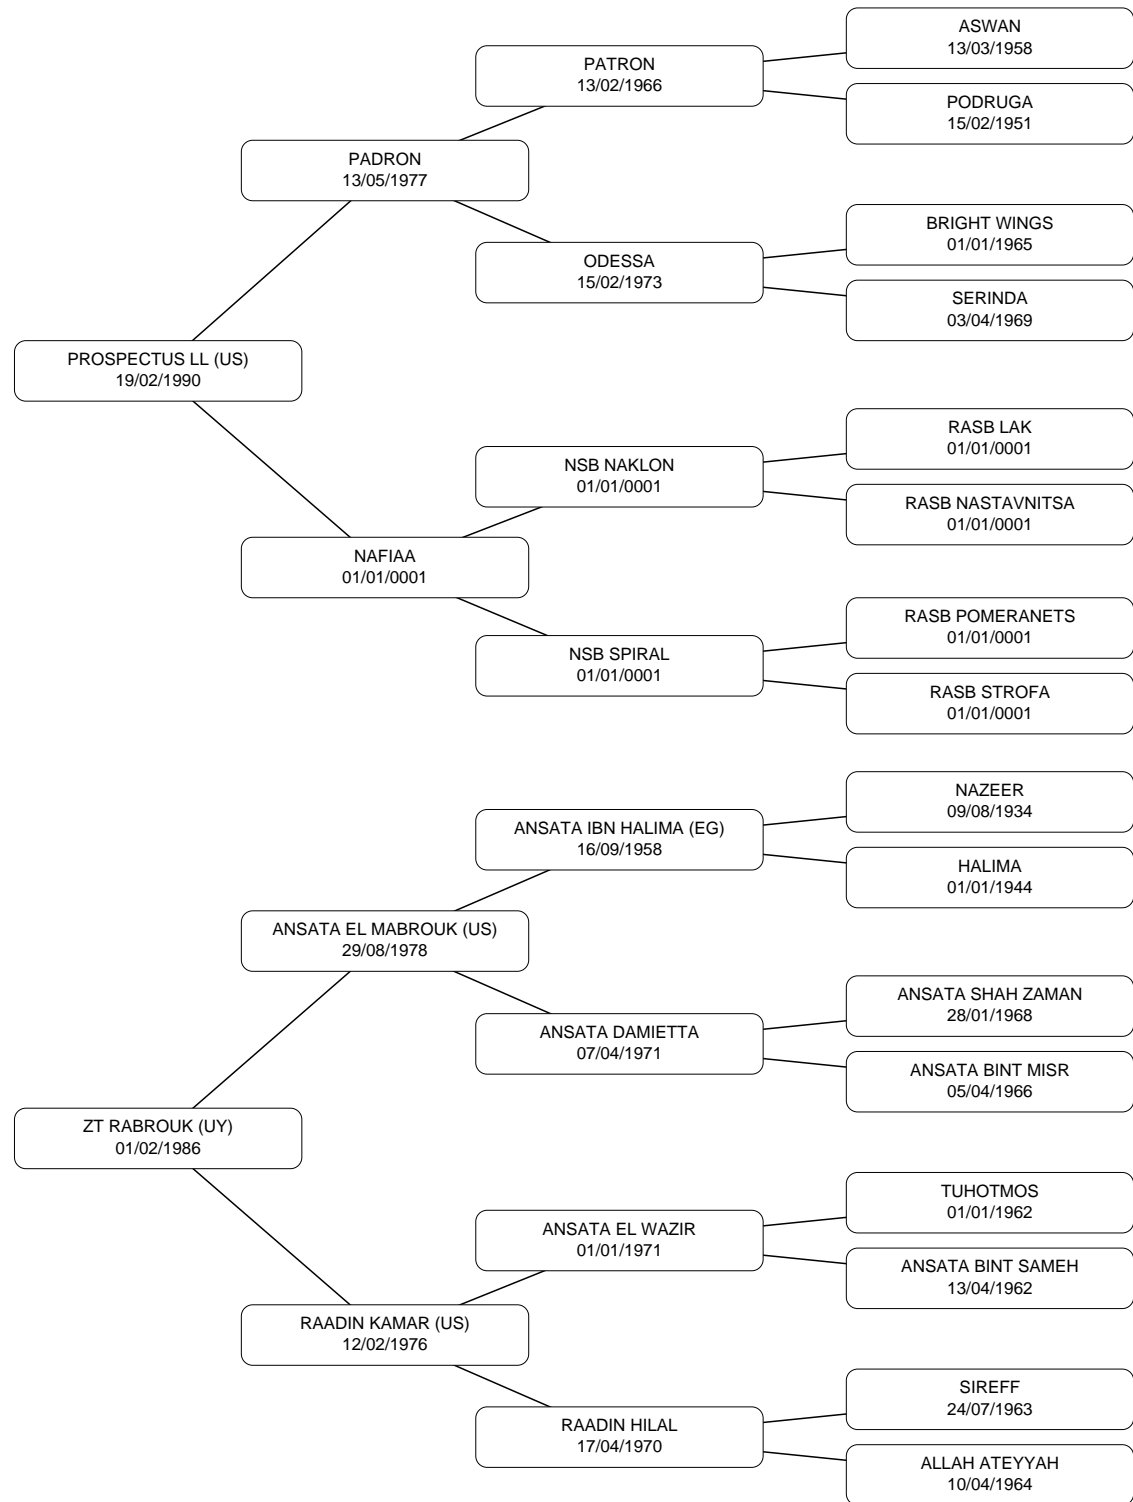 ASWAN
13/03/1958
PATRON
13/02/1966
PODRUGA
15/02/1951
PADRON
13/05/1977
BRIGHT WINGS
01/01/1965
ODESSA
15/02/1973
SERINDA
03/04/1969
PROSPECTUS LL (US)
19/02/1990
RASB LAK
01/01/0001
NSB NAKLON
01/01/0001
RASB NASTAVNITSA
01/01/0001
NAFIAA
01/01/0001
RASB POMERANETS
01/01/0001
NSB SPIRAL
01/01/0001
RASB STROFA
01/01/0001
NAZEER
09/08/1934
ANSATA IBN HALIMA (EG)
16/09/1958
HALIMA
01/01/1944
ANSATA EL MABROUK (US)
29/08/1978
ANSATA SHAH ZAMAN
28/01/1968
ANSATA DAMIETTA
07/04/1971
ANSATA BINT MISR
05/04/1966
ZT RABROUK (UY)
01/02/1986
TUHOTMOS
01/01/1962
ANSATA EL WAZIR
01/01/1971
ANSATA BINT SAMEH
13/04/1962
RAADIN KAMAR (US)
12/02/1976
SIREFF
24/07/1963
RAADIN HILAL
17/04/1970
ALLAH ATEYYAH
10/04/1964